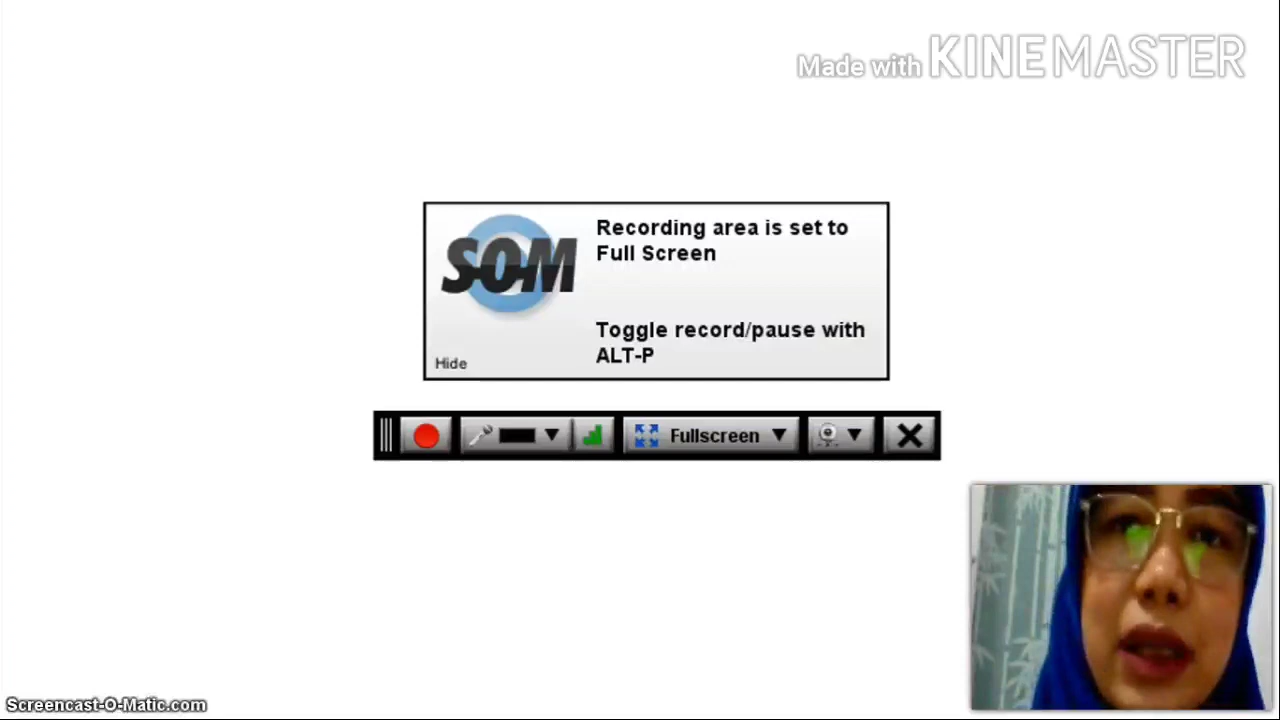 Made with KINEMASTER
SOM
Recording area is set to
Full Screen
Toggle record/pause with
ALT-P
Hide
Fullscreen
Screencast-O-Matic.com